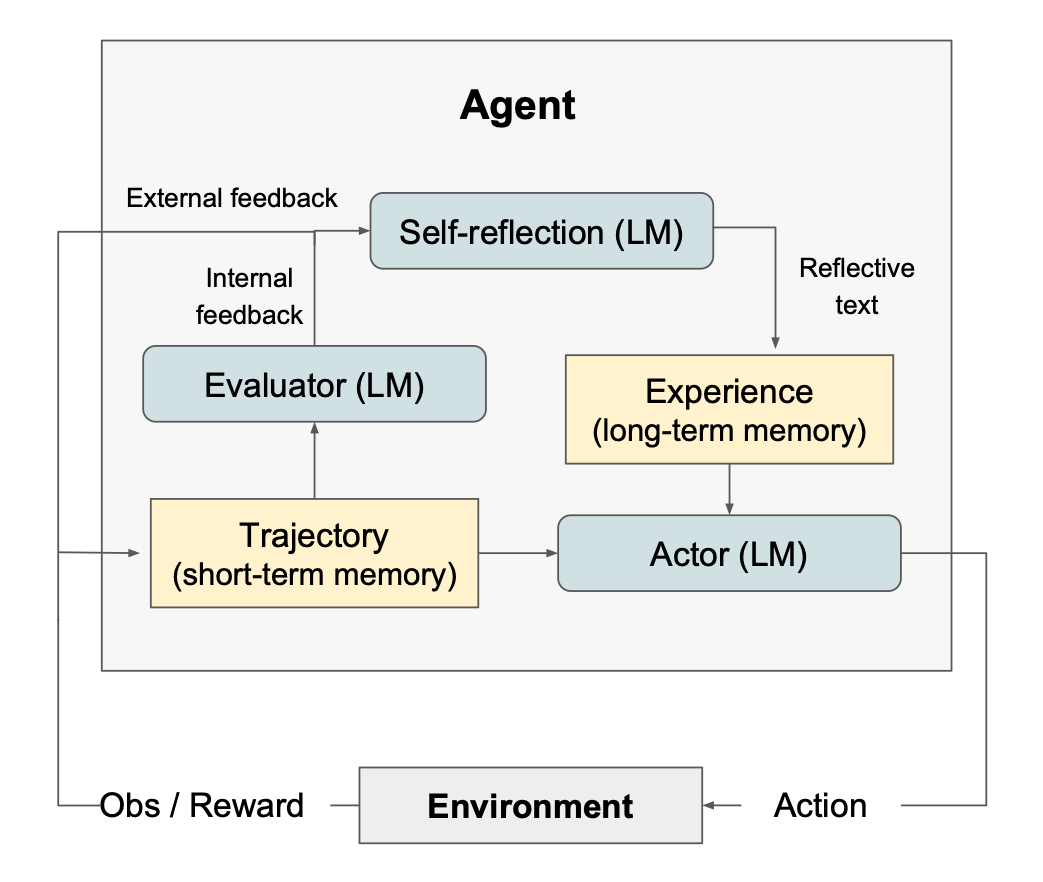 Agent
External feedback
Self-reflection (LM)
Internal
feedback
Reflective
text
Evaluator (LM)
Experience
(long-term memory)
Trajectory
(short-term memory)
Actor (LM)
Obs / Reward
Environment
Action